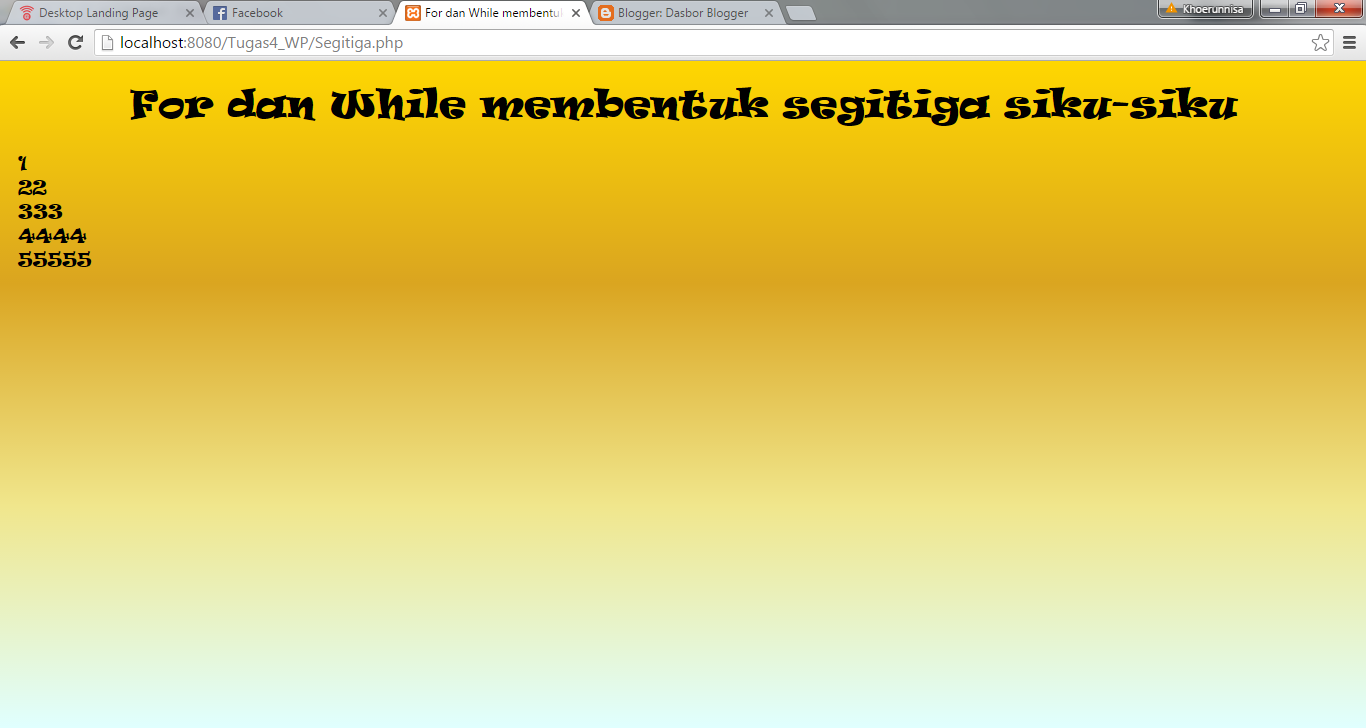 Desktop Landing Page
Facebook
For dan While membentu
Blogger: Dasbor Blogger
Khoerunnisa
localhost:8080/Tugas4_WP/Segitiga.php
For dan While membentuk segitiga siku-siku
1
22
333
4444
55555